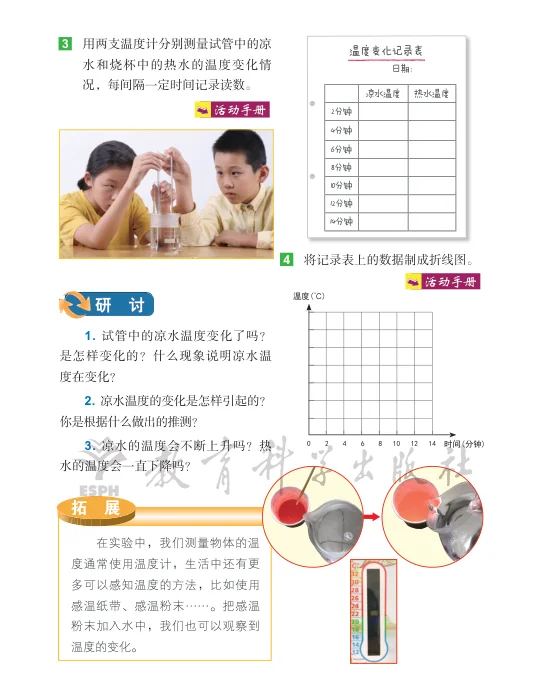 3 用两支温度计分别测量试管中的凉
水和烧杯中的热水的温度变化情
况，每间隔一定时间记录读数。
活动手册
温度变化记录表
日期:
凉水温度 热水温度
2分钟
4分钟
6分钟
8分钟
10分钟
12分钟
14分钟
4 将记录表上的数据制成折线图。
活动手册
温度(℃)
0 2 4 6 8 10 12 14 时间(分钟)
研 讨
1. 试管中的凉水温度变化了吗？
是怎样变化的？什么现象说明凉水温
度在变化？
2. 凉水温度的变化是怎样引起的？
你是根据什么做出的推测？
3. 凉水的温度会不断上升吗？热
水的温度会一直下降吗？
ESPH 教育科学出版社
拓 展
在实验中，我们测量物体的温
度通常使用温度计，生活中还有更
多可以感知温度的方法，比如使用
感温纸带、感温粉末……。把感温
粉末加入水中，我们也可以观察到
温度的变化。
32
30
28
26
24
22
20
18
16
14
12